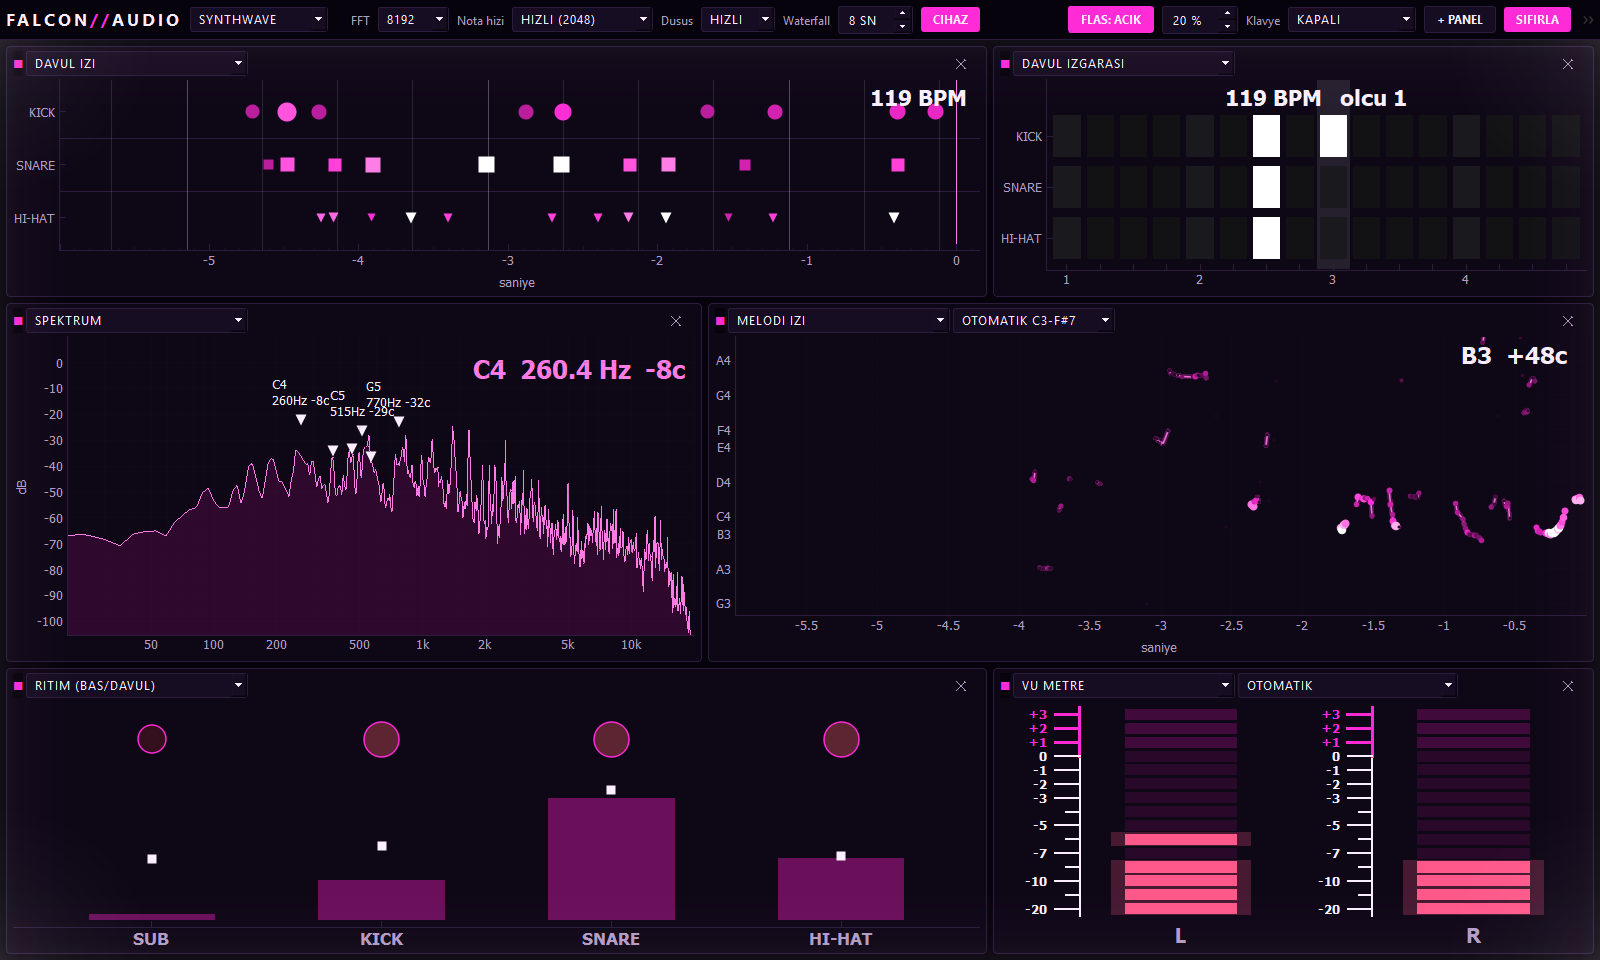 FALCON//AUDIO SYNTHWAVE FFT 8192 Nota hizi HIZLI (2048) Dusus HIZLI Waterfall 8 SN CIHAZ FLAS: ACIK 20 % Klavye KAPALI + PANEL SIFIRLA
DAVUL IZI
119 BPM
KICK
SNARE
HI-HAT
-5 -4 -3 -2 -1 0
saniye
DAVUL IZGARASI
119 BPM olcu 1
KICK
SNARE
HI-HAT
1 2 3 4
SPEKTRUM
C4 260.4 Hz -8c
C4
260Hz -8c
C5
515Hz -29c
G5
770Hz -32c
dB
0
-10
-20
-30
-40
-50
-60
-70
-80
-90
-100
50 100 200 500 1k 2k 5k 10k
MELODI IZI OTOMATIK C3-F#7
B3 +48c
A4
G4
F4
E4
D4
C4
B3
A3
G3
-5.5 -5 -4.5 -4 -3.5 -3 -2.5 -2 -1.5 -1 -0.5
saniye
RITIM (BAS/DAVUL)
SUB KICK SNARE HI-HAT
VU METRE OTOMATIK
+3 +3
+2 +2
+1 +1
0 0
-1 -1
-2 -2
-3 -3
-5 -5
-7 -7
-10 -10
-20 -20
L R